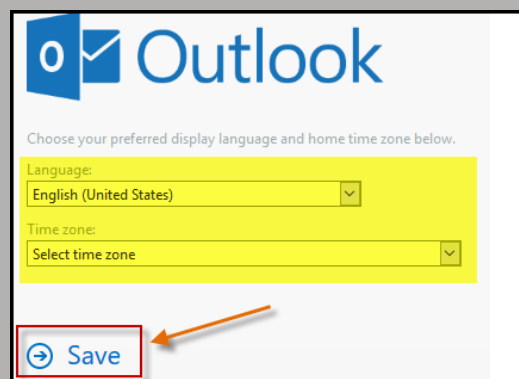 Outlook
Choose your preferred display language and home time zone below.
Language:
English (United States)
Time zone:
Select time zone
Save